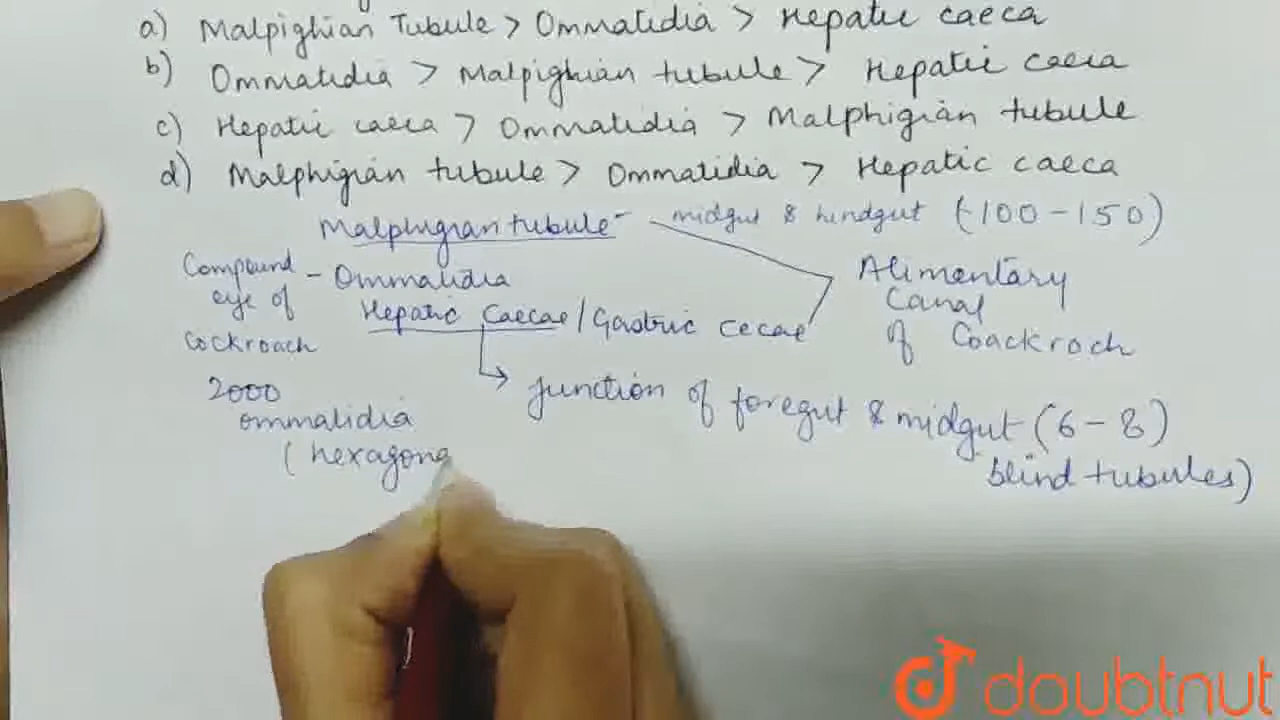 a) Malpighian Tubule > Ommatidia > Hepatic caeca
b) Ommatidia > Malpighian tubule > Hepatic caeca
c) Hepatic caeca > Ommatidia > Malphigian tubule
d) Malphigian tubule > Ommatidia > Hepatic caeca
Malphigian tubule - midgut & hindgut (-100-150)
Compound eye of cockroach - Ommatidia
Hepatic Caecae/Gastric cecae
Alimentary
Canal
of Coackroch
2000
ommatidia
(hexagona
junction of foregut & midgut (6-8)
blind tubules)
doubtnut